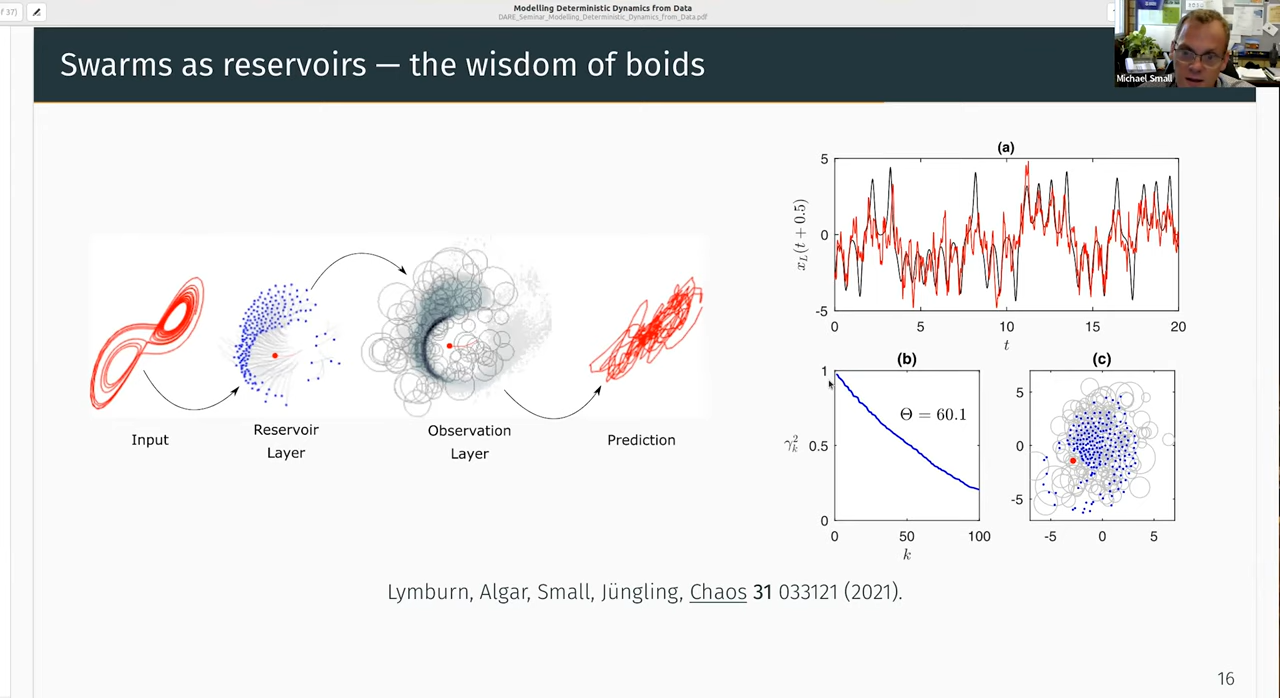 f 37)
Modelling Deterministic Dynamics from Data
DARE_Seminar_Modelling_Deterministic_Dynamics_from_Data.pdf
Swarms as reservoirs — the wisdom of boids
Michael Small
Input
Reservoir
Layer
Observation
Layer
Prediction
(a)
5
0
-5
x_L(t + 0.5)
0 5 10 15 20
t
(b)
1
0.5
0
γ²_k
Θ = 60.1
0 50 100
k
(c)
5
0
-5
-5 0 5
Lymburn, Algar, Small, Jüngling, Chaos 31 033121 (2021).
16